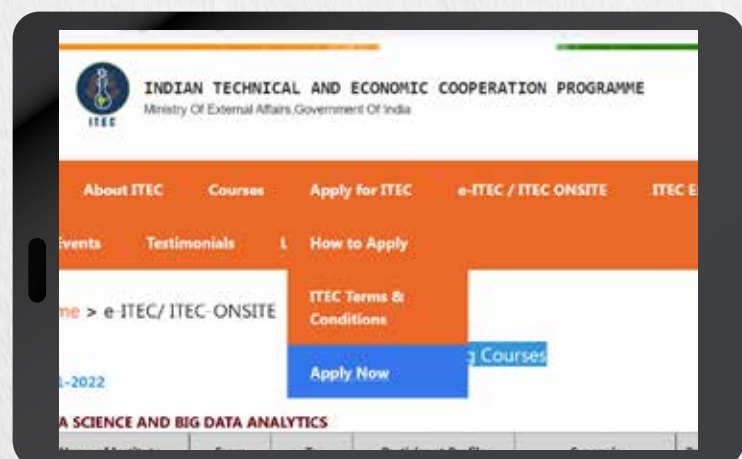 INDIAN TECHNICAL AND ECONOMIC COOPERATION PROGRAMME
Ministry Of External Affairs, Government Of India
ITEC
About ITEC Courses Apply for ITEC e-ITEC / ITEC ONSITE ITEC E
Events Testimonials L How to Apply
ITEC Terms &
Conditions
me > e-ITEC/ ITEC-ONSITE
g Courses
Apply Now
1-2022
A SCIENCE AND BIG DATA ANALYTICS